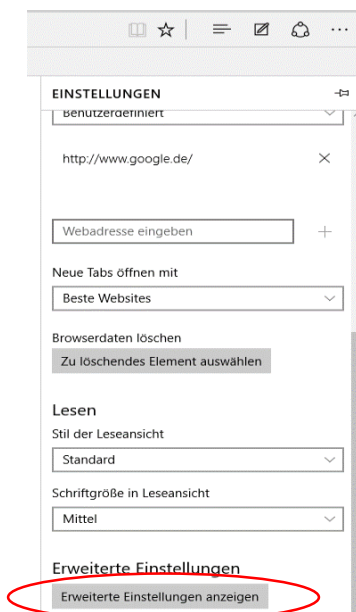 EINSTELLUNGEN
Benutzerdefiniert
http://www.google.de/
Webadresse eingeben
Neue Tabs öffnen mit
Beste Websites
Browserdaten löschen
Zu löschendes Element auswählen
Lesen
Stil der Leseansicht
Standard
Schriftgröße in Leseansicht
Mittel
Erweiterte Einstellungen
Erweiterte Einstellungen anzeigen